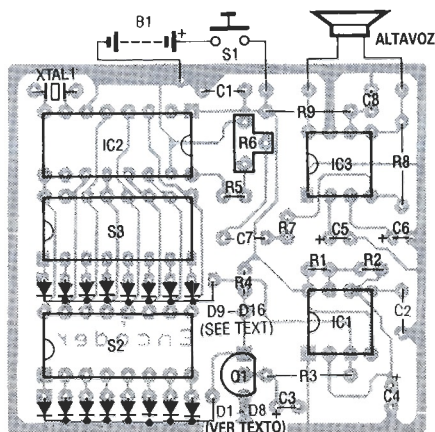 B1
+
S1
ALTAVOZ
XTAL1
C1
R9
C8
IC2
R6
IC3
R8
R5
S3
C7
R7
+ C5
+ C6
R4
R1
R2
D9 - D16
(SEE TEXT)
C2
S2
Encoder
IC1
Q1
R3
D1 - D8
C3
+
C4
+
(VER TEXTO)